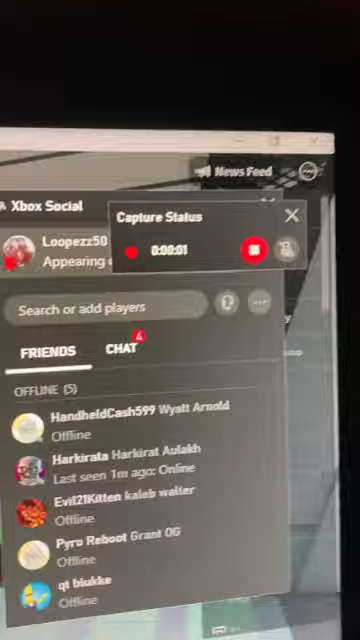 News Feed
Xbox Social
Capture Status
Loopezz50
0:00:01
Appearing
Search or add players
4
FRIENDS
CHAT
OFFLINE (5)
HandheldCash599 Wyatt Arnold
Offline
Harkirata Harkirat Aulakh
Last seen 1m ago: Online
Evil21Kitten kaleb walter
Offline
Pyro Reboot Grant OG
Offline
qt blukke
Offline